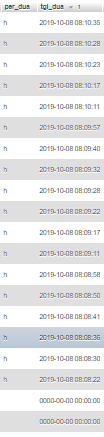 per_dua tgl_dua 1
h 2019-10-08 08:10:35
h 2019-10-08 08:10:28
h 2019-10-08 08:10:23
h 2019-10-08 08:10:17
h 2019-10-08 08:10:11
h 2019-10-08 08:09:57
h 2019-10-08 08:09:40
h 2019-10-08 08:09:32
h 2019-10-08 08:09:28
h 2019-10-08 08:09:22
h 2019-10-08 08:09:17
h 2019-10-08 08:09:11
h 2019-10-08 08:08:58
h 2019-10-08 08:08:50
h 2019-10-08 08:08:41
h 2019-10-08 08:08:36
h 2019-10-08 08:08:30
h 2019-10-08 08:08:22
0000-00-00 00:00:00
0000-00-00 00:00:00